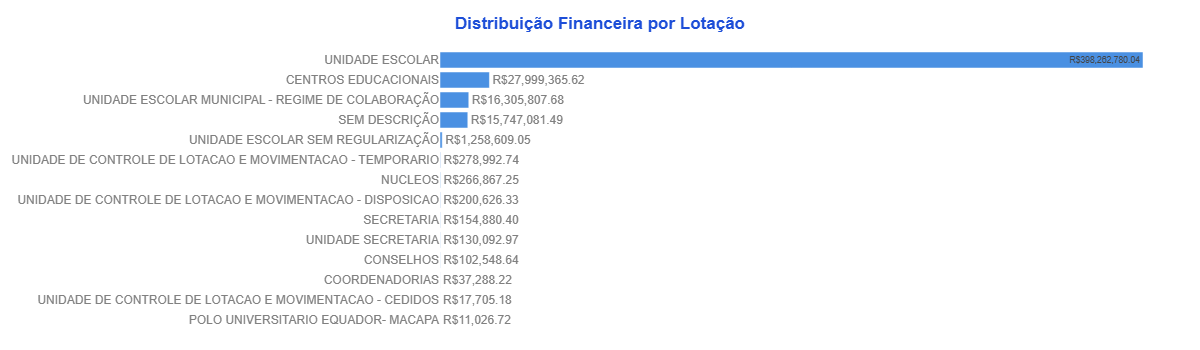 Distribuição Financeira por Lotação
UNIDADE ESCOLAR R$398,262,780.04
CENTROS EDUCACIONAIS R$27,999,365.62
UNIDADE ESCOLAR MUNICIPAL - REGIME DE COLABORAÇÃO R$16,305,807.68
SEM DESCRIÇÃO R$15,747,081.49
UNIDADE ESCOLAR SEM REGULARIZAÇÃO R$1,258,609.05
UNIDADE DE CONTROLE DE LOTACAO E MOVIMENTACAO - TEMPORARIO R$278,992.74
NUCLEOS R$266,867.25
UNIDADE DE CONTROLE DE LOTACAO E MOVIMENTACAO - DISPOSICAO R$200,626.33
SECRETARIA R$154,880.40
UNIDADE SECRETARIA R$130,092.97
CONSELHOS R$102,548.64
COORDENADORIAS R$37,288.22
UNIDADE DE CONTROLE DE LOTACAO E MOVIMENTACAO - CEDIDOS R$17,705.18
POLO UNIVERSITARIO EQUADOR- MACAPA R$11,026.72